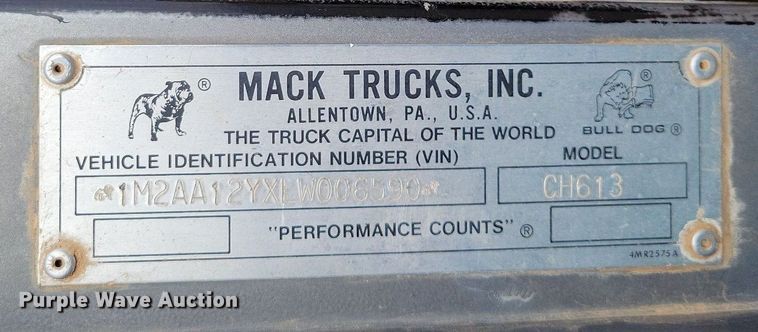 ® MACK TRUCKS, INC.
ALLENTOWN, PA., U.S.A.
THE TRUCK CAPITAL OF THE WORLD
BULL DOG ®
VEHICLE IDENTIFICATION NUMBER (VIN) MODEL
1M2AA12YXLW006590 CH613
"PERFORMANCE COUNTS" ®
4MR2575A
Purple Wave Auction